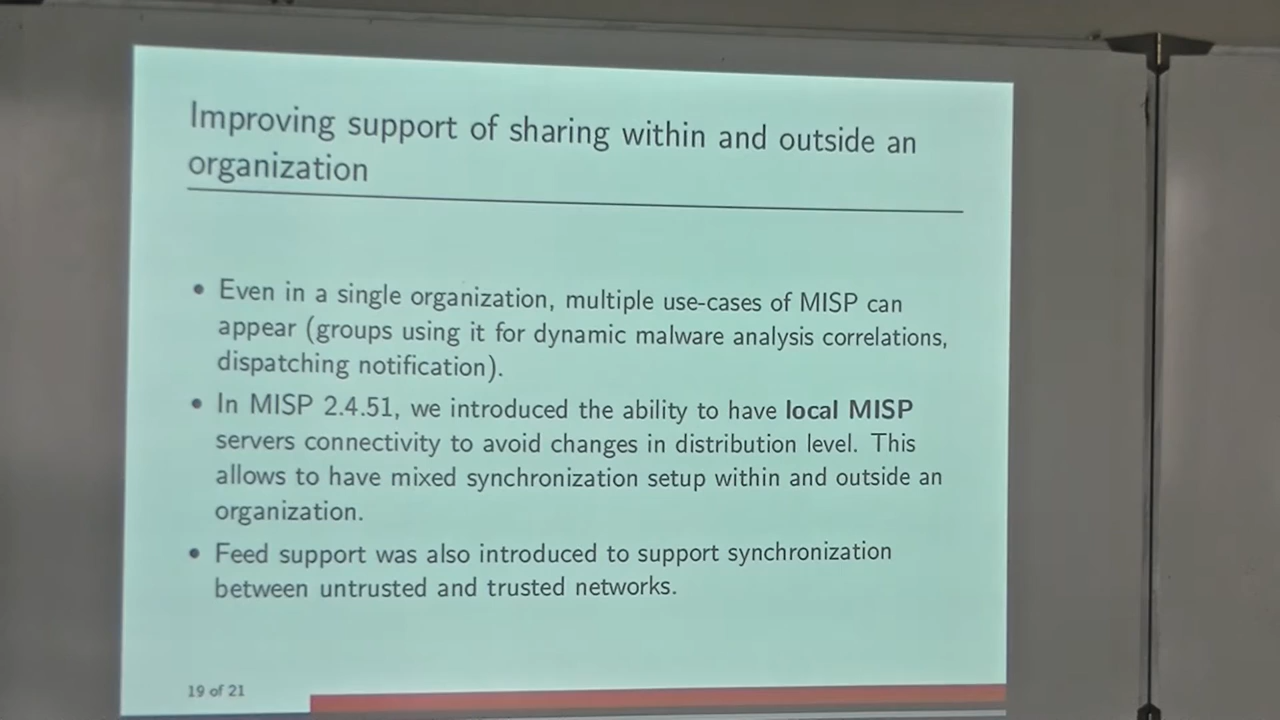 Improving support of sharing within and outside an
organization
• Even in a single organization, multiple use-cases of MISP can
appear (groups using it for dynamic malware analysis correlations,
dispatching notification).
• In MISP 2.4.51, we introduced the ability to have local MISP
servers connectivity to avoid changes in distribution level. This
allows to have mixed synchronization setup within and outside an
organization.
• Feed support was also introduced to support synchronization
between untrusted and trusted networks.
19 of 21